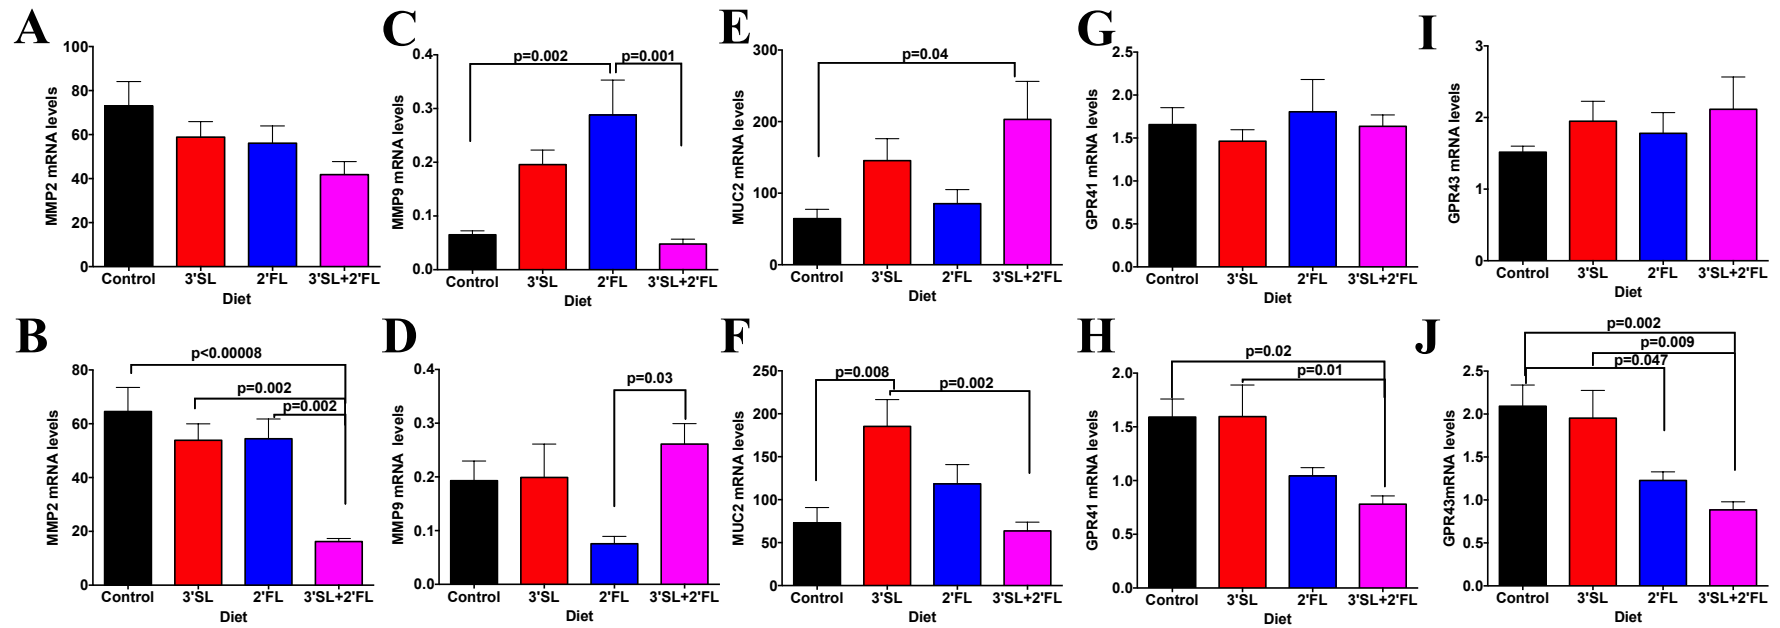 A
MMP2 mRNA levels
100
80
60
40
20
0
Control 3'SL 2'FL 3'SL+2'FL
Diet
C
MMP9 mRNA levels
0.4
0.3
0.2
0.1
0.0
p=0.002 p=0.001
Control 3'SL 2'FL 3'SL+2'FL
Diet
E
MUC2 mRNA levels
300
200
100
0
p=0.04
Control 3'SL 2'FL 3'SL+2'FL
Diet
G
GPR41 mRNA levels
2.5
2.0
1.5
1.0
0.5
0.0
Control 3'SL 2'FL 3'SL+2'FL
Diet
I
GPR43 mRNA levels
3
2
1
0
Control 3'SL 2'FL 3'SL+2'FL
Diet
B
MMP2 mRNA levels
80
60
40
20
0
p<0.00008
p=0.002
p=0.002
Control 3'SL 2'FL 3'SL+2'FL
Diet
D
MMP9 mRNA levels
0.4
0.3
0.2
0.1
0.0
p=0.03
Control 3'SL 2'FL 3'SL+2'FL
Diet
F
MUC2 mRNA levels
250
200
150
100
50
0
p=0.008
p=0.002
Control 3'SL 2'FL 3'SL+2'FL
Diet
H
GPR41 mRNA levels
2.0
1.5
1.0
0.5
0.0
p=0.02
p=0.01
Control 3'SL 2'FL 3'SL+2'FL
Diet
J
GPR43mRNA levels
2.5
2.0
1.5
1.0
0.5
0.0
p=0.002
p=0.009
p=0.047
Control 3'SL 2'FL 3'SL+2'FL
Diet